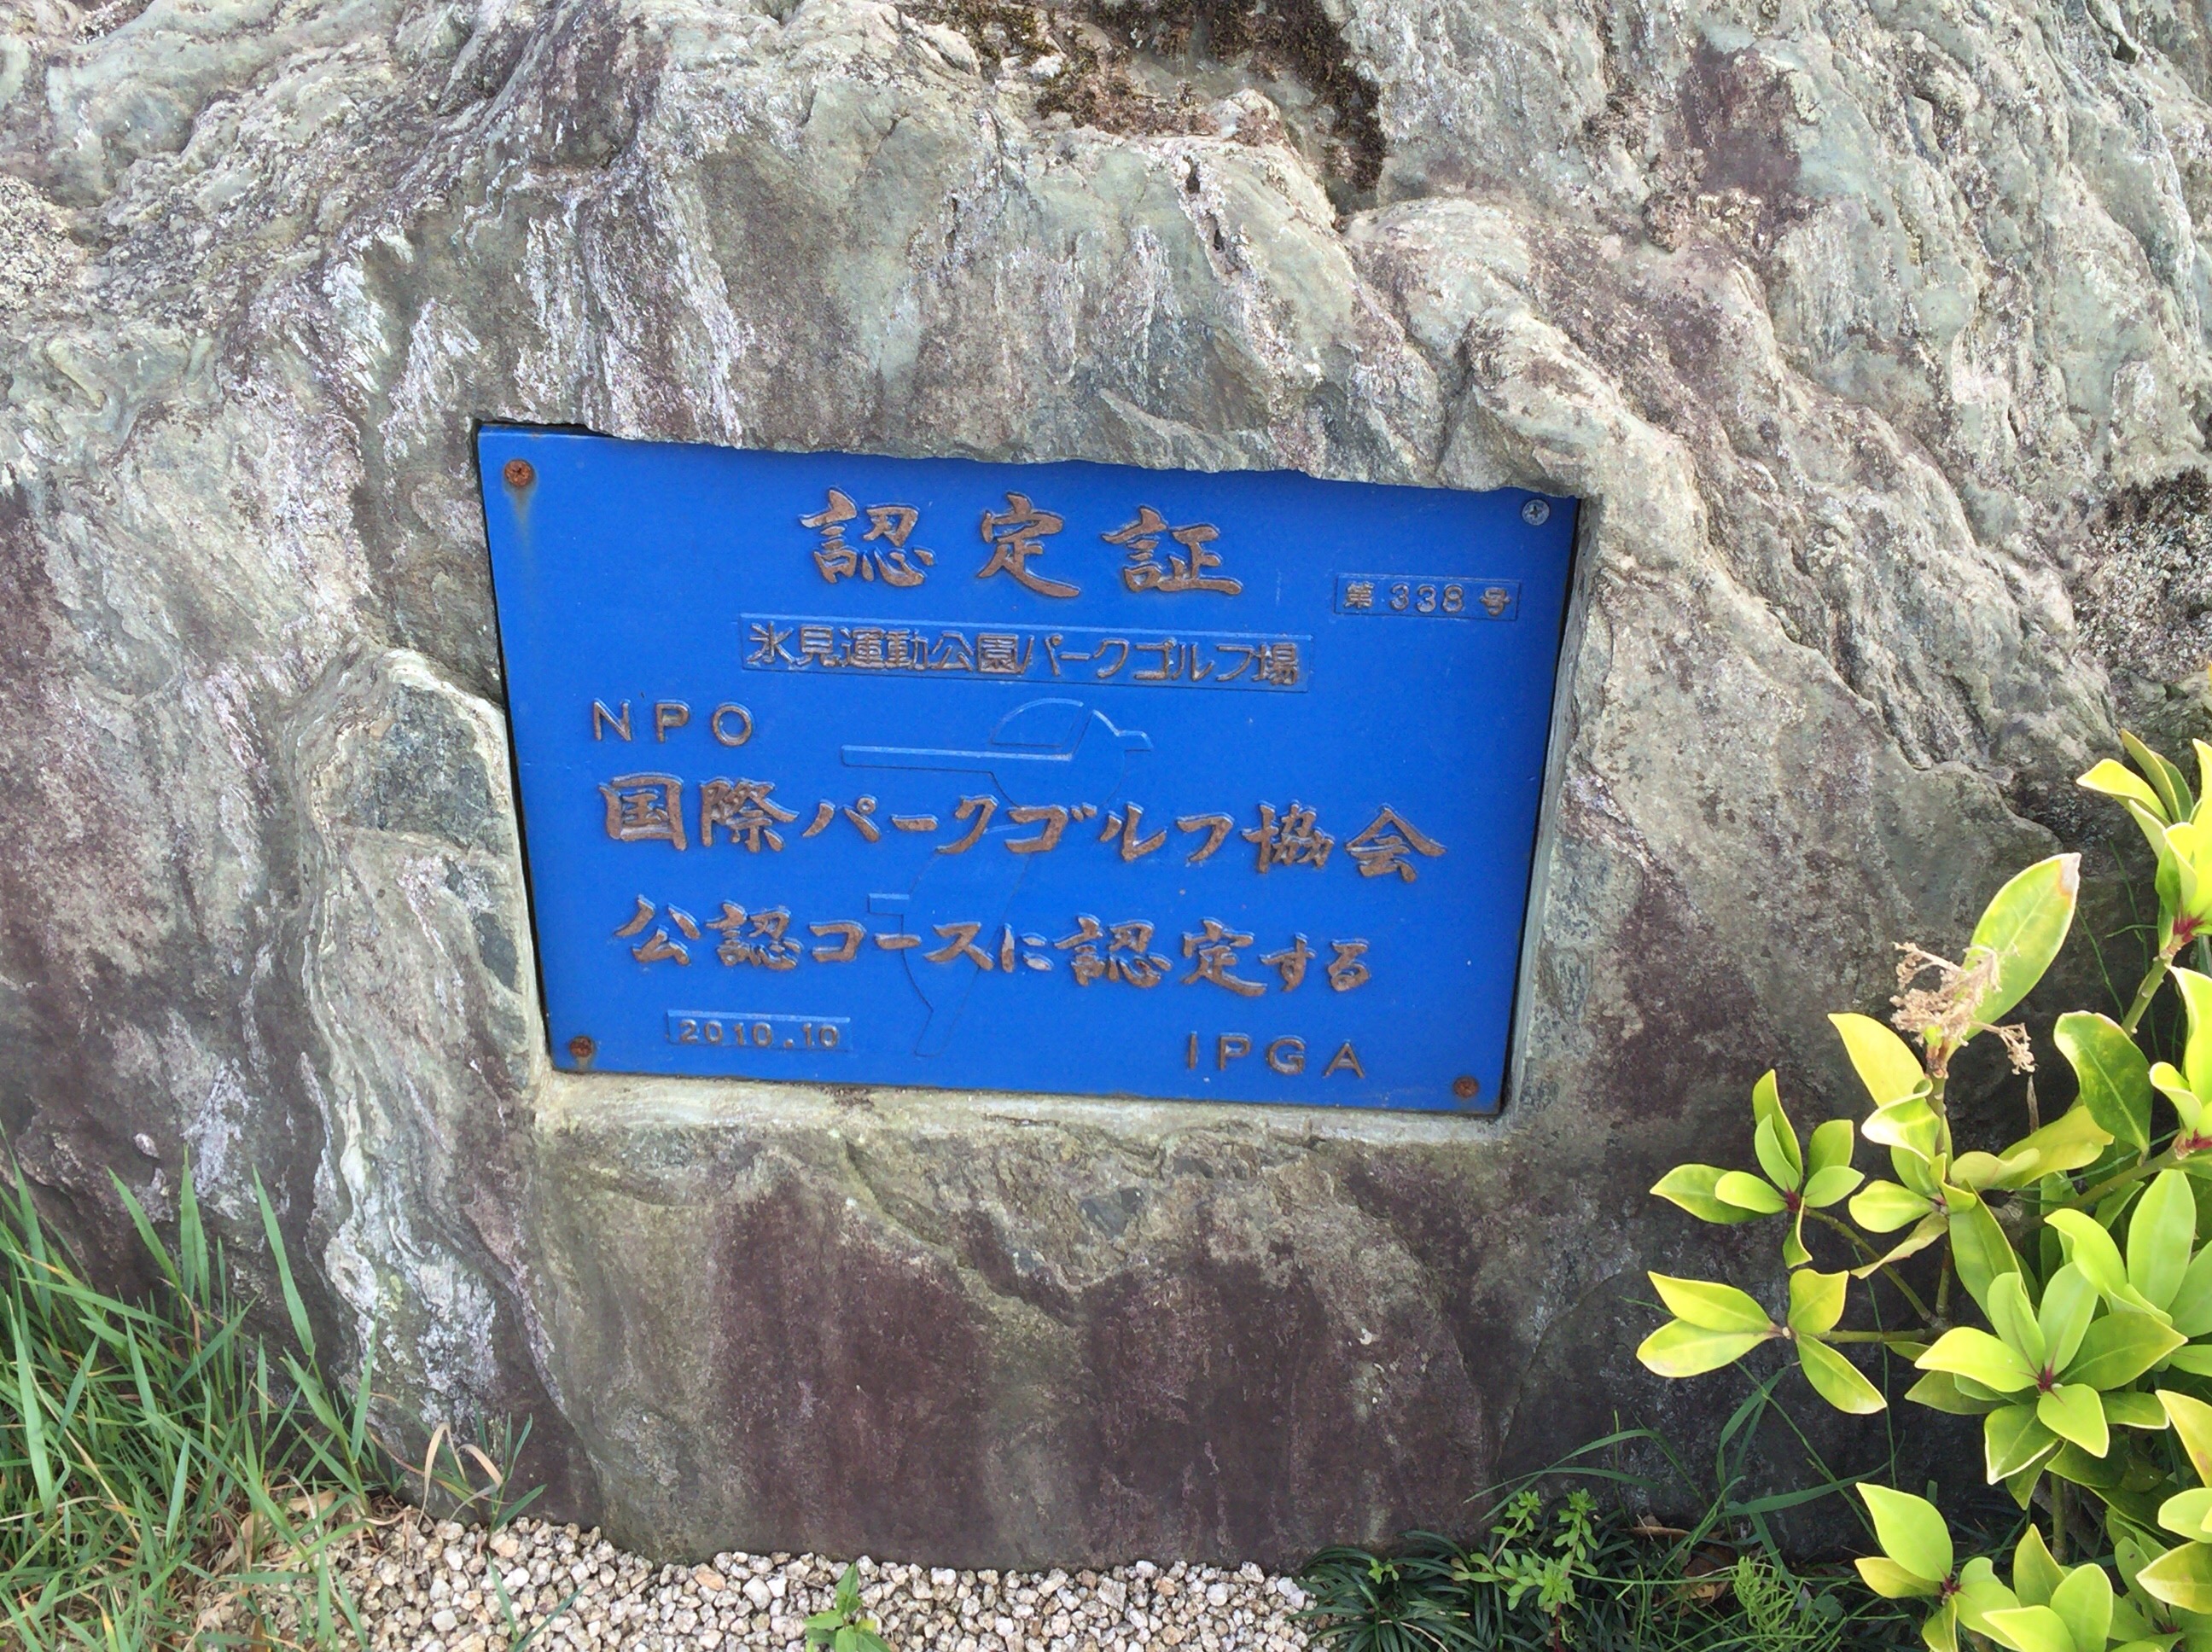 認定証
第338号
氷見運動公園パークゴルフ場
NPO
国際パークゴルフ協会
公認コースに認定する
2010.10
IPGA